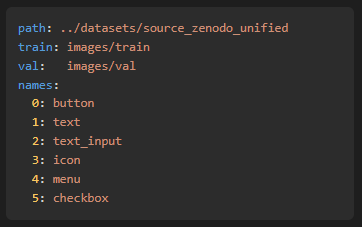 path: ../datasets/source_zenodo_unified
train: images/train
val:   images/val
names:
  0: button
  1: text
  2: text_input
  3: icon
  4: menu
  5: checkbox